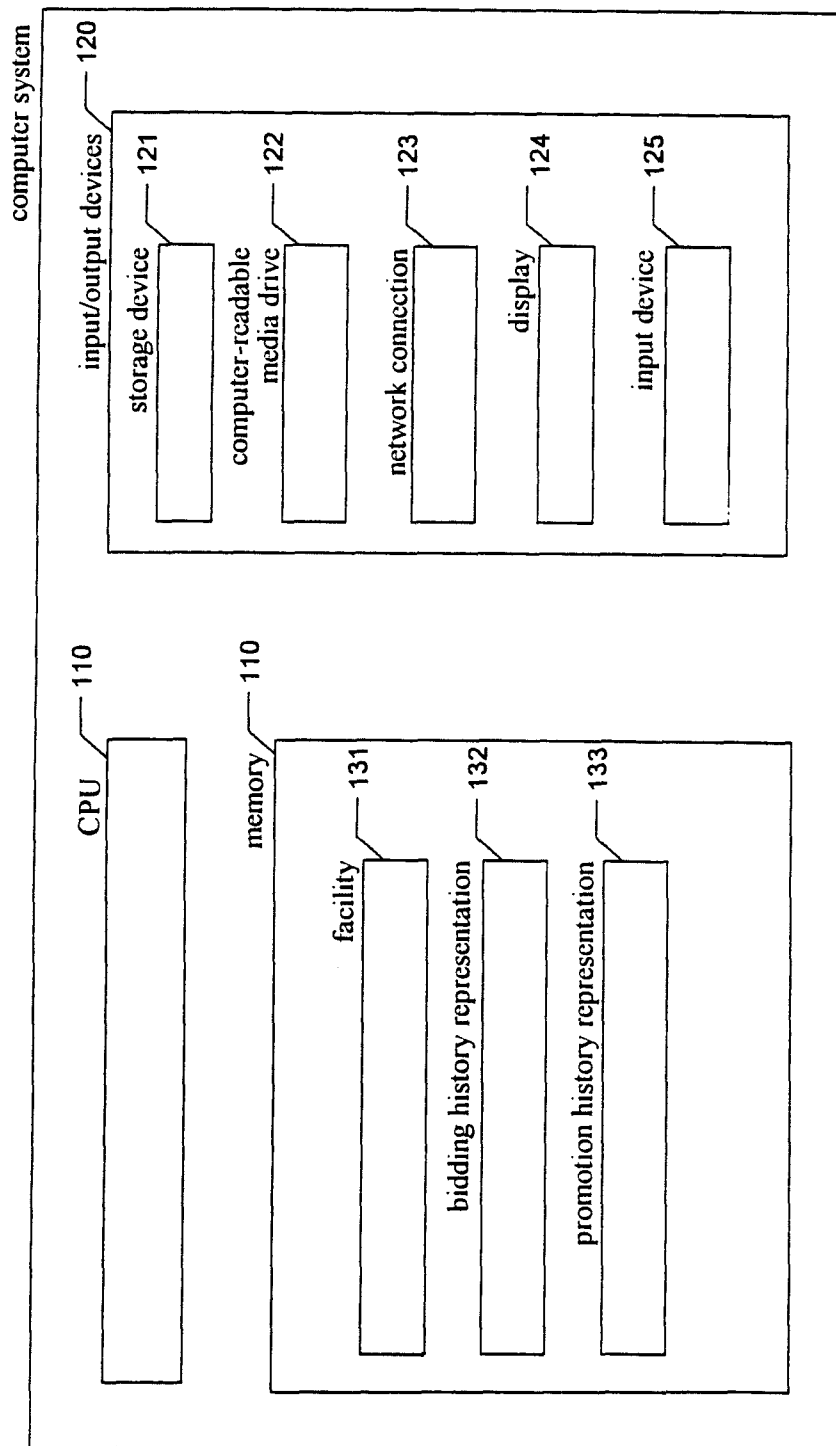 computer system
CPU
110
memory
110
facility
131
bidding history representation
132
promotion history representation
133
input/output devices
120
storage device
121
computer-readable
media drive
122
network connection
123
display
124
input device
125